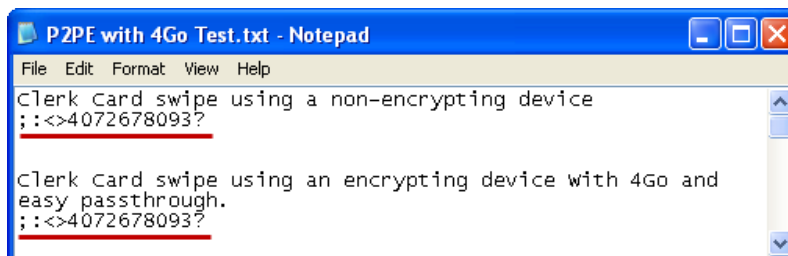 P2PE with 4Go Test.txt - Notepad
File Edit Format View Help
Clerk Card swipe using a non-encrypting device
;:<>4072678093?
Clerk Card swipe using an encrypting device with 4Go and
easy passthrough.
;:<>4072678093?